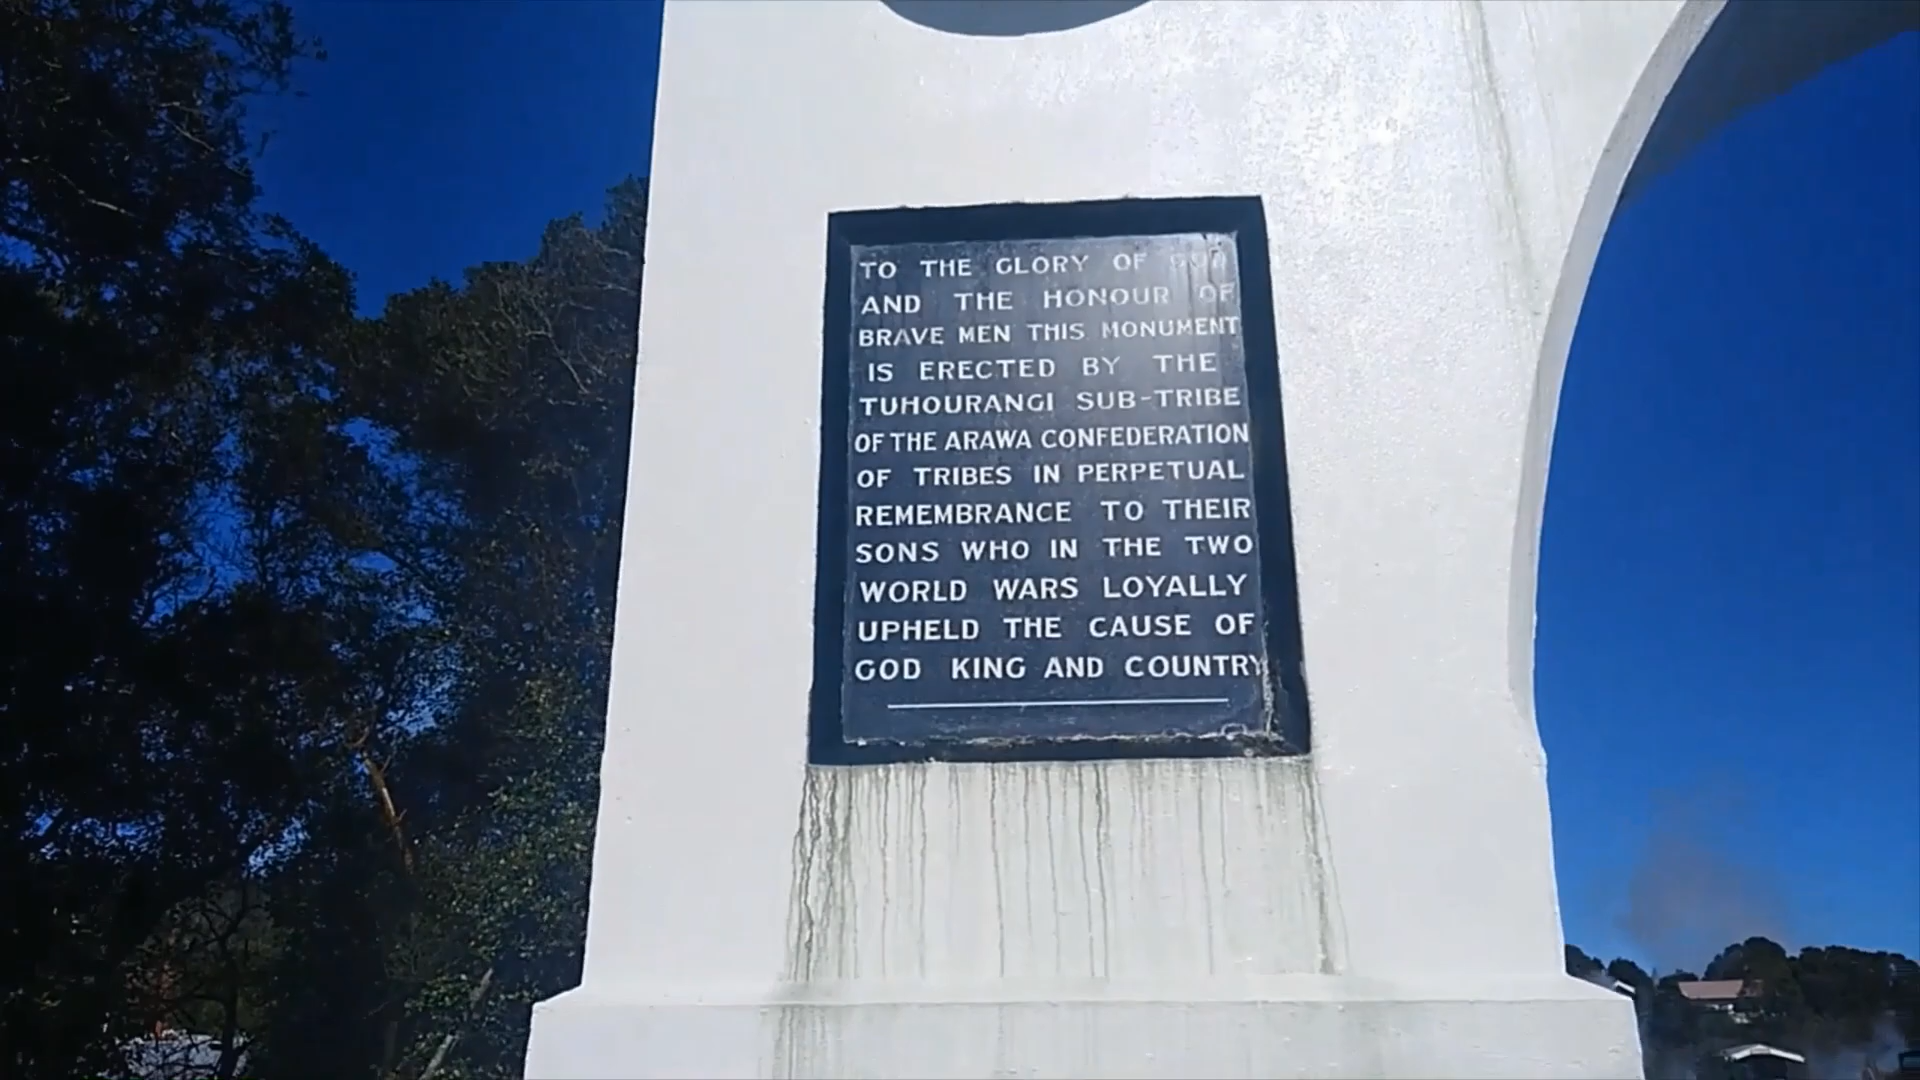 TO THE GLORY OF GOD
AND THE HONOUR OF
BRAVE MEN THIS MONUMENT
IS ERECTED BY THE
TUHOURANGI SUB-TRIBE
OF THE ARAWA CONFEDERATION
OF TRIBES IN PERPETUAL
REMEMBRANCE TO THEIR
SONS WHO IN THE TWO
WORLD WARS LOYALLY
UPHELD THE CAUSE OF
GOD KING AND COUNTRY